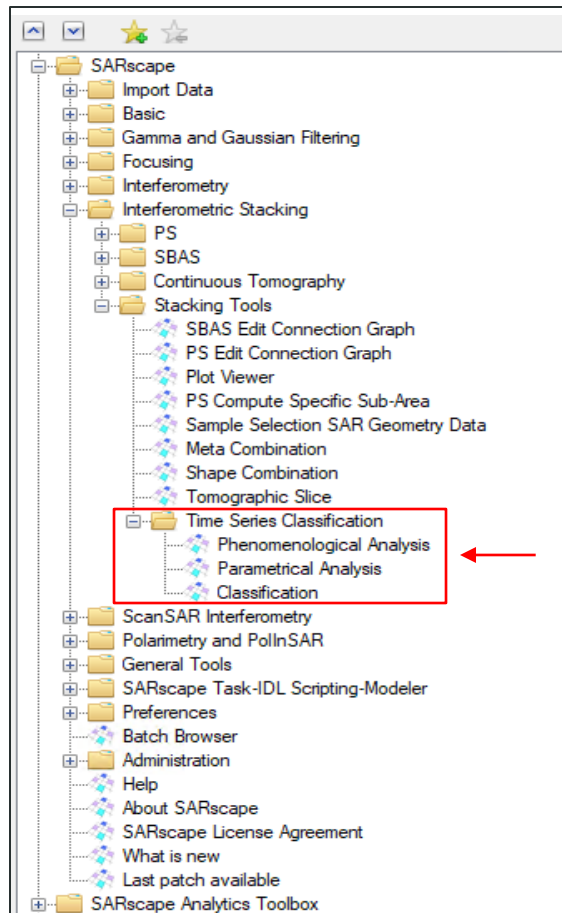 SARscape
Import Data
Basic
Gamma and Gaussian Filtering
Focusing
Interferometry
Interferometric Stacking
PS
SBAS
Continuous Tomography
Stacking Tools
SBAS Edit Connection Graph
PS Edit Connection Graph
Plot Viewer
PS Compute Specific Sub-Area
Sample Selection SAR Geometry Data
Meta Combination
Shape Combination
Tomographic Slice
Time Series Classification
Phenomenological Analysis
Parametrical Analysis
Classification
ScanSAR Interferometry
Polarimetry and PolInSAR
General Tools
SARscape Task-IDL Scripting-Modeler
Preferences
Batch Browser
Administration
Help
About SARscape
SARscape License Agreement
What is new
Last patch available
SARscape Analytics Toolbox